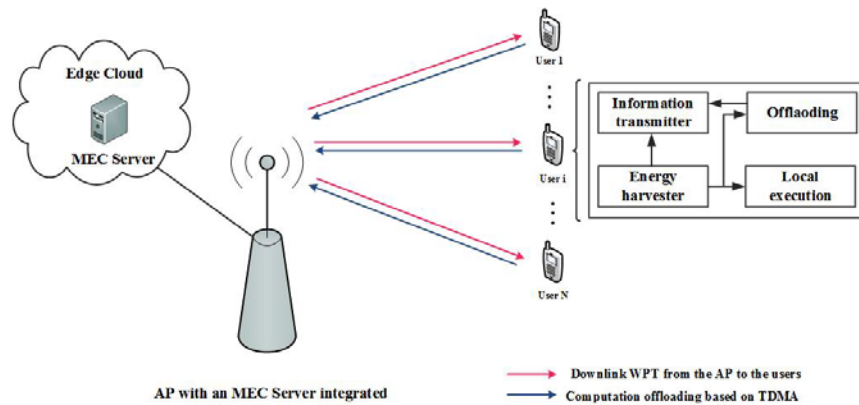 Edge Cloud
MEC Server
User 1
User i
User N
Information
transmitter
Offlaoding
Energy
harvester
Local
execution
AP with an MEC Server integrated
Downlink WPT from the AP to the users
Computation offloading based on TDMA